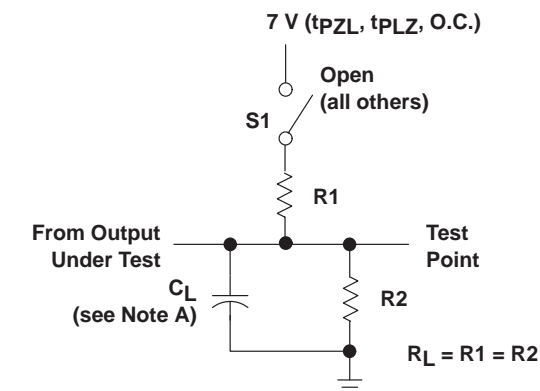 7 V (tPZL, tPLZ, O.C.)
Open
(all others)
S1
R1
From Output
Under Test
Test
Point
CL
(see Note A)
R2
RL = R1 = R2